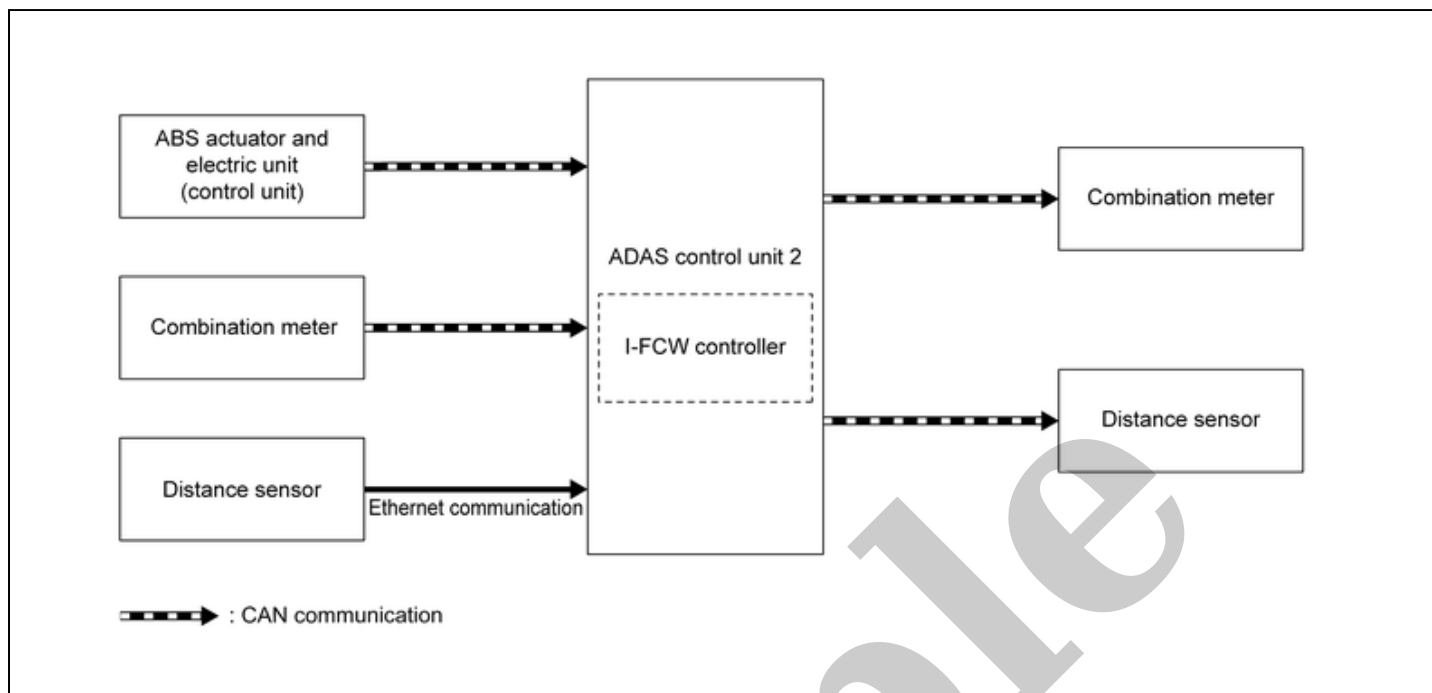 ABS actuator and
electric unit
(control unit)
Combination meter
Distance sensor
Ethernet communication
ADAS control unit 2
I-FCW controller
Combination meter
Distance sensor
: CAN communication
ple